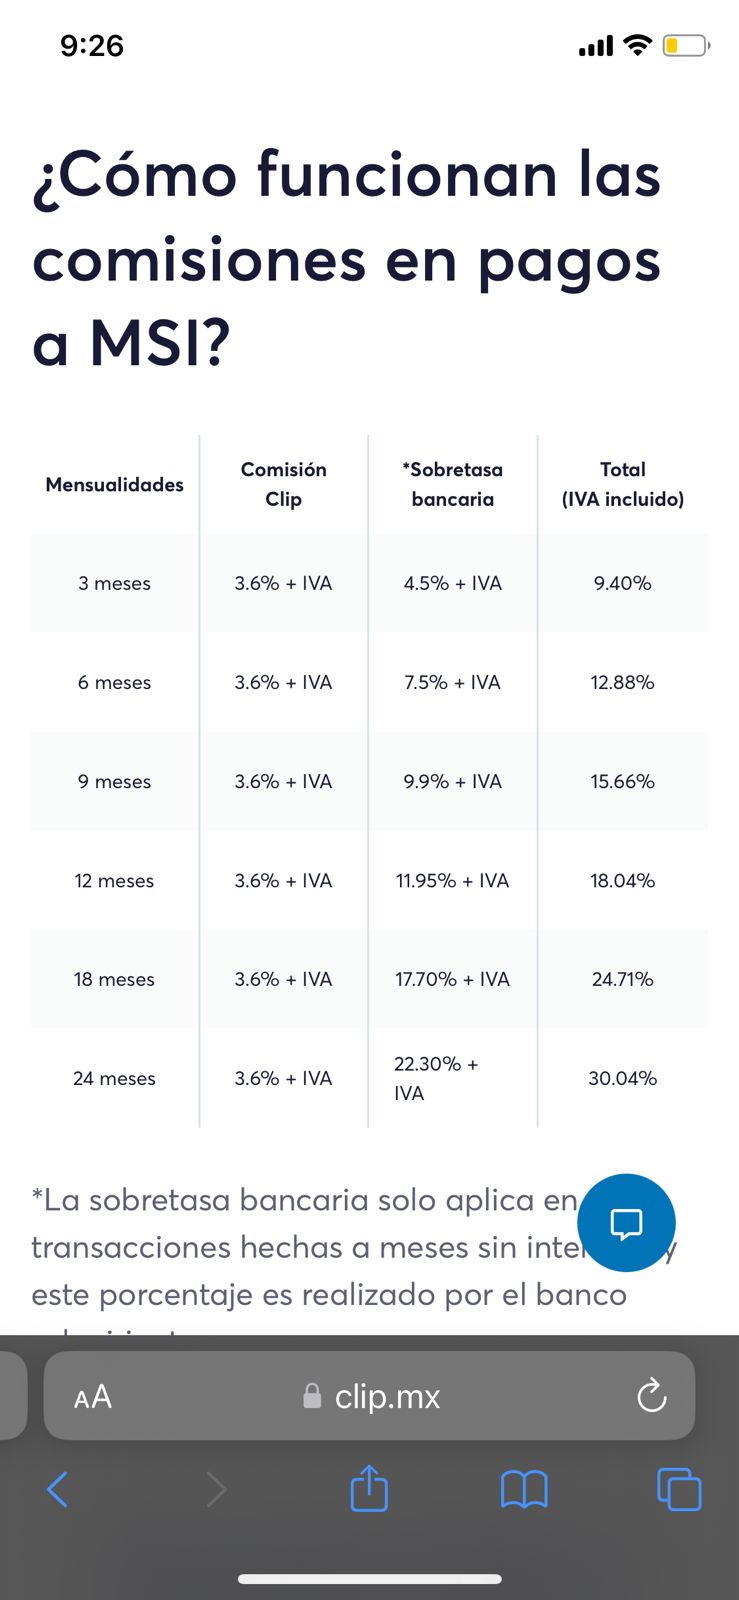 9:26
¿Cómo funcionan las
comisiones en pagos
a MSI?
Mensualidades
Comisión
Clip
*Sobretasa
bancaria
Total
(IVA incluido)
3 meses 3.6% + IVA 4.5% + IVA 9.40%
6 meses 3.6% + IVA 7.5% + IVA 12.88%
9 meses 3.6% + IVA 9.9% + IVA 15.66%
12 meses 3.6% + IVA 11.95% + IVA 18.04%
18 meses 3.6% + IVA 17.70% + IVA 24.71%
24 meses 3.6% + IVA 22.30% +
IVA
30.04%
*La sobretasa bancaria solo aplica en
transacciones hechas a meses sin y
este porcentaje es realizado por el banco
AA clip.mx